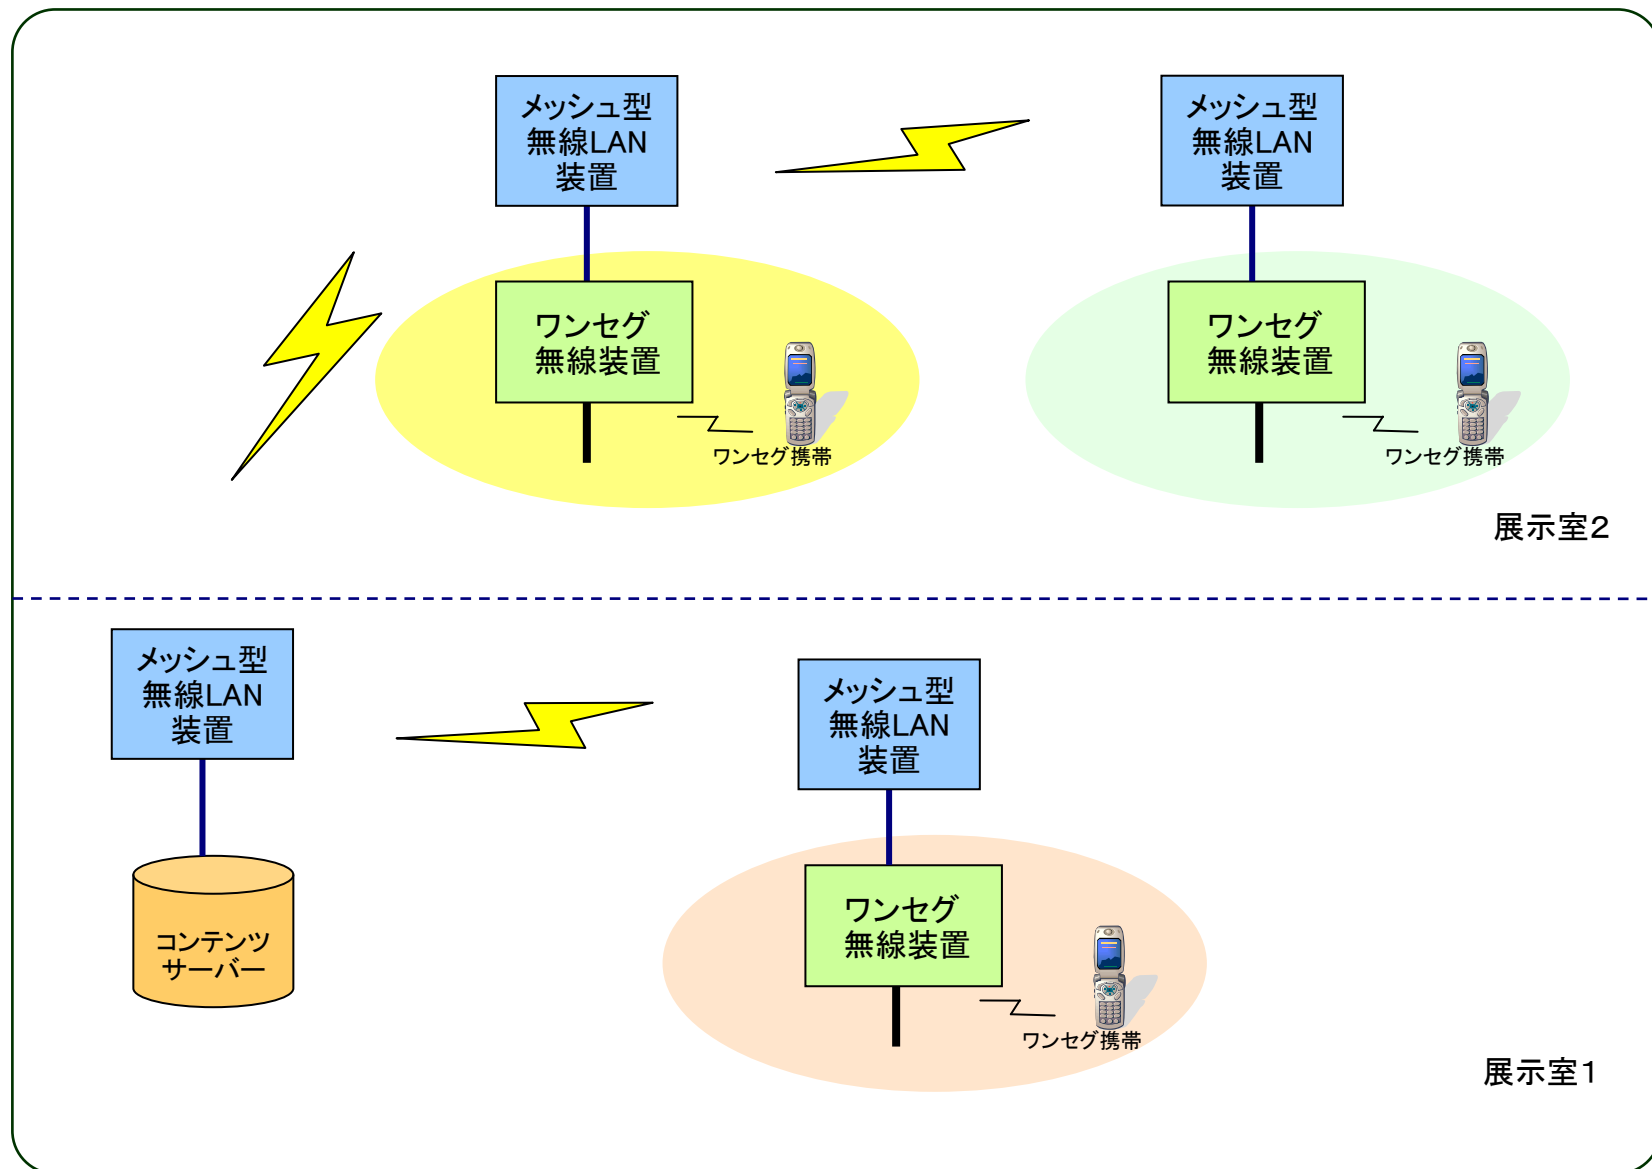 メッシュ型
無線LAN
装置
メッシュ型
無線LAN
装置
ワンセグ
無線装置
ワンセグ携帯
ワンセグ
無線装置
ワンセグ携帯
展示室2
メッシュ型
無線LAN
装置
メッシュ型
無線LAN
装置
コンテンツ
サーバー
ワンセグ
無線装置
ワンセグ携帯
展示室1